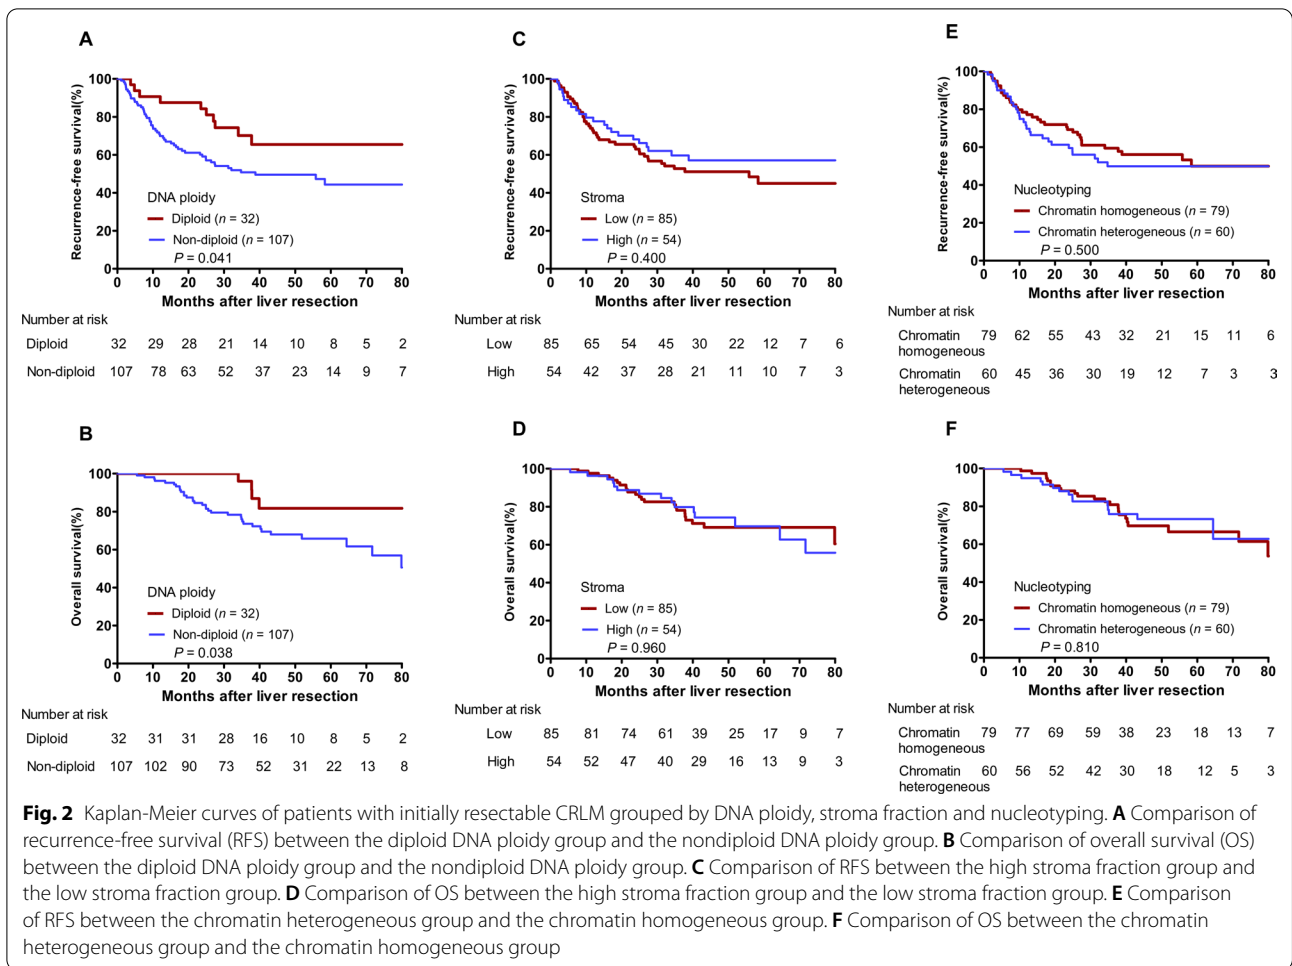 A
100
80
60
40
20
0
Recurrence-free survival(%)
DNA ploidy
Diploid (n = 32)
Non-diploid (n = 107)
P = 0.041
0 10 20 30 40 50 60 70 80
Months after liver resection
Number at risk
Diploid 32 29 28 21 14 10 8 5 2
Non-diploid 107 78 63 52 37 23 14 9 7
C
100
80
60
40
20
0
Recurrence-free survival(%)
Stroma
Low (n = 85)
High (n = 54)
P = 0.400
0 10 20 30 40 50 60 70 80
Months after liver resection
Number at risk
Low 85 65 54 45 30 22 12 7 6
High 54 42 37 28 21 11 10 7 3
E
100
80
60
40
20
0
Recurrence-free survival(%)
Nucleotyping
Chromatin homogeneous (n = 79)
Chromatin heterogeneous (n = 60)
P = 0.500
0 10 20 30 40 50 60 70 80
Months after liver resection
Number at risk
Chromatin 79 62 55 43 32 21 15 11 6
homogeneous
Chromatin 60 45 36 30 19 12 7 3 3
heterogeneous
B
100
80
60
40
20
0
Overall survival(%)
DNA ploidy
Diploid (n = 32)
Non-diploid (n = 107)
P = 0.038
0 10 20 30 40 50 60 70 80
Months after liver resection
Number at risk
Diploid 32 31 31 28 16 10 8 5 2
Non-diploid 107 102 90 73 52 31 22 13 8
D
100
80
60
40
20
0
Overall survival(%)
Stroma
Low (n = 85)
High (n = 54)
P = 0.960
0 10 20 30 40 50 60 70 80
Months after liver resection
Number at risk
Low 85 81 74 61 39 25 17 9 7
High 54 52 47 40 29 16 13 9 3
F
100
80
60
40
20
0
Overall survival(%)
Nucleotyping
Chromatin homogeneous (n = 79)
Chromatin heterogeneous (n = 60)
P = 0.810
0 10 20 30 40 50 60 70 80
Months after liver resection
Number at risk
Chromatin 79 77 69 59 38 23 18 13 7
homogeneous
Chromatin 60 56 52 42 30 18 12 5 3
heterogeneous
Fig. 2 Kaplan-Meier curves of patients with initially resectable CRLM grouped by DNA ploidy, stroma fraction and nucleotyping. A Comparison of
recurrence-free survival (RFS) between the diploid DNA ploidy group and the nondiploid DNA ploidy group. B Comparison of overall survival (OS)
between the diploid DNA ploidy group and the nondiploid DNA ploidy group. C Comparison of RFS between the high stroma fraction group and
the low stroma fraction group. D Comparison of OS between the high stroma fraction group and the low stroma fraction group. E Comparison
of RFS between the chromatin heterogeneous group and the chromatin homogeneous group. F Comparison of OS between the chromatin
heterogeneous group and the chromatin homogeneous group